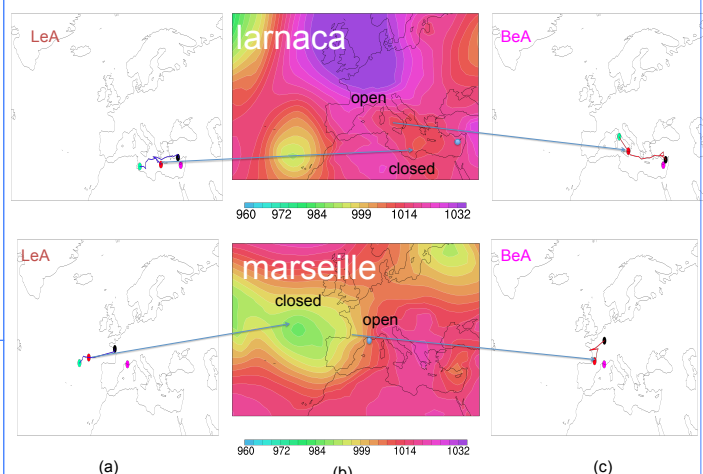 LeA
larnaca
BeA
open
closed
960 972 984 999 1014 1032
LeA
marseille
BeA
closed
open
960 972 984 999 1014 1032
(a)
(b)
(c)